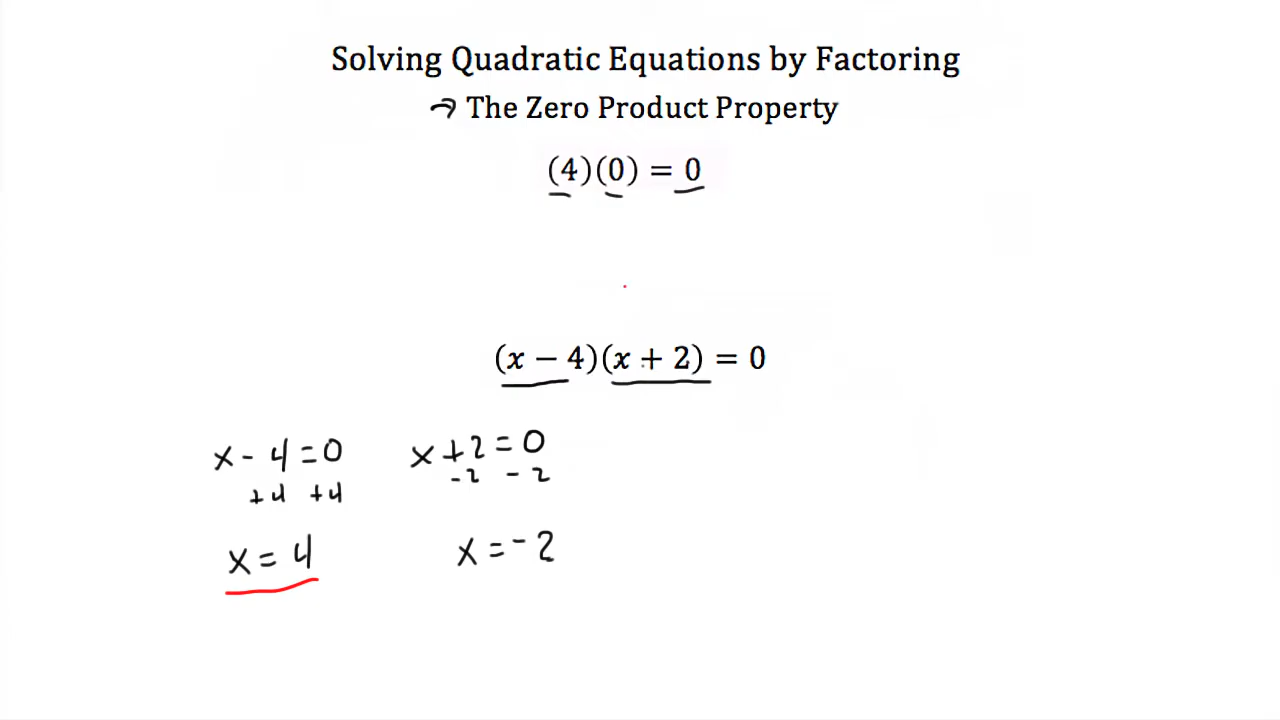 Solving Quadratic Equations by Factoring
→ The Zero Product Property
(4)(0) = 0
(x − 4)(x + 2) = 0
x - 4 = 0 x + 2 = 0
+4 +4 -2 -2
x = 4 x = -2